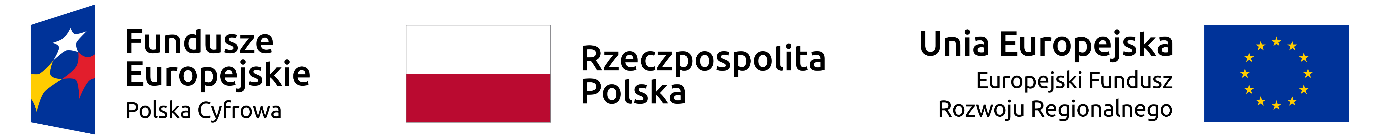 Fundusze
Europejskie
Polska Cyfrowa
Rzeczpospolita
Polska
Unia Europejska
Europejski Fundusz
Rozwoju Regionalnego